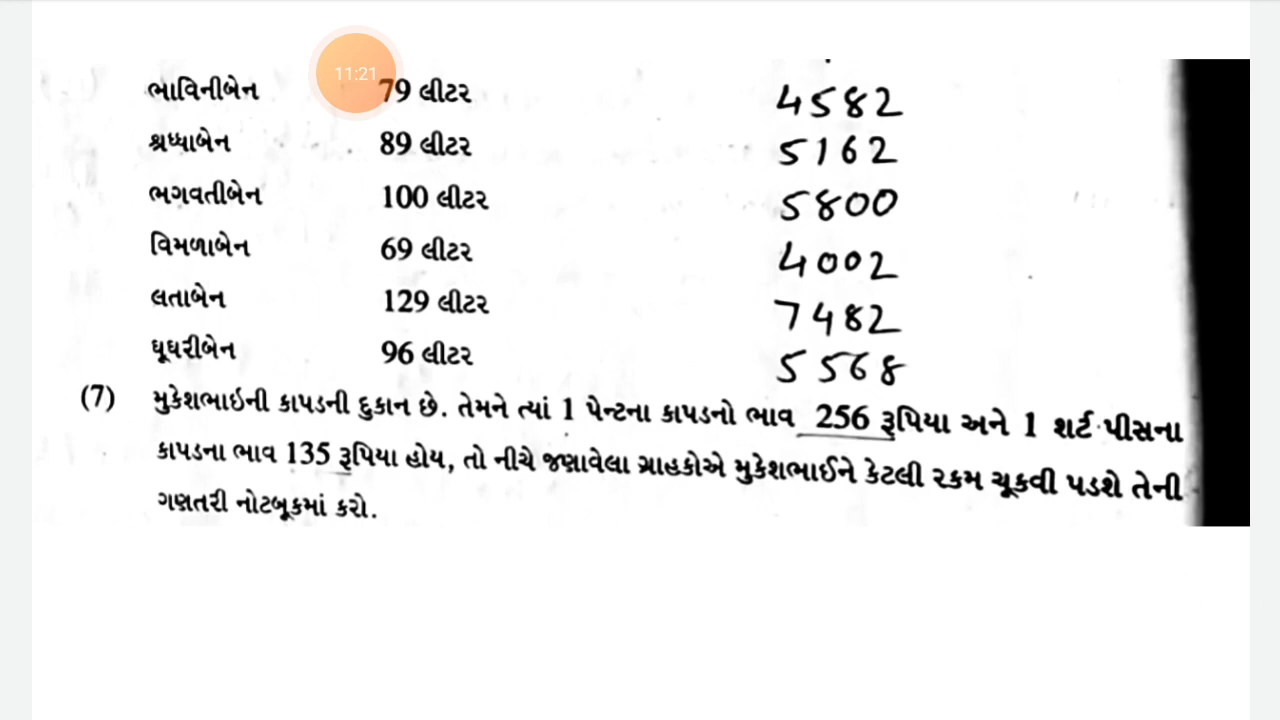 11:21
ભાવિનીબેન 79 લીટર 4582
શ્રધ્ધાબેન 89 લીટર 5162
ભગવતીબેન 100 લીટર 5800
વિમળાબેન 69 લીટર 4002
લતાબેન 129 લીટર 7482
ઘૂઘરીબેન 96 લીટર 5568
(7) મુકેશભાઇની કાપડની દુકાન છે. તેમને ત્યાં 1 પેન્ટના કાપડનો ભાવ 256 રૂપિયા અને 1 શર્ટ પીસના
કાપડના ભાવ 135 રૂપિયા હોય, તો નીચે જણાવેલા ગ્રાહકોએ મુકેશભાઈને કેટલી રકમ ચૂકવી પડશે તેની
ગણતરી નોટબૂકમાં કરો.